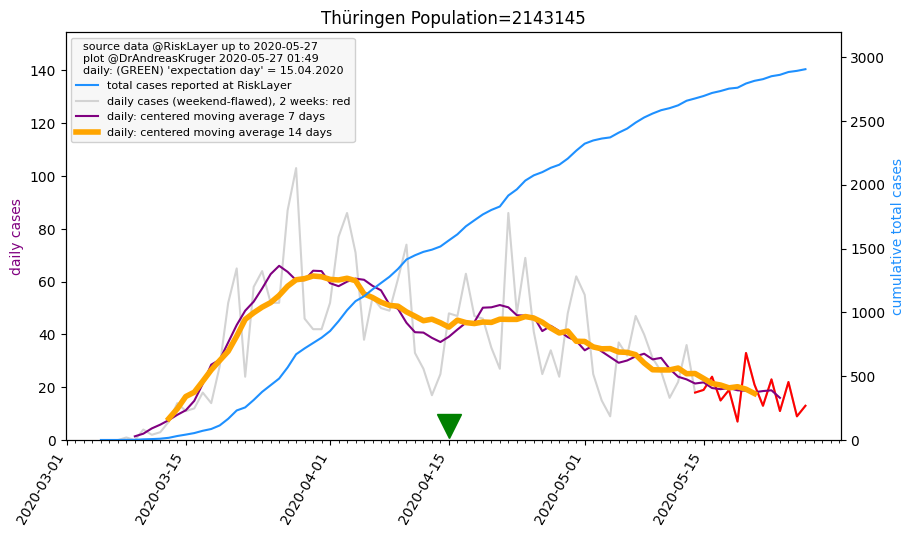 Thüringen Population=2143145
source data @RiskLayer up to 2020-05-27
plot @DrAndreasKruger 2020-05-27 01:49
daily: (GREEN) 'expectation day' = 15.04.2020
total cases reported at RiskLayer
daily cases (weekend-flawed), 2 weeks: red
daily: centered moving average 7 days
daily: centered moving average 14 days
daily cases
140
120
100
80
60
40
20
0
3000
2500
2000
1500
1000
500
0
cumulative total cases
2020-03-01
2020-03-15
2020-04-01
2020-04-15
2020-05-01
2020-05-15